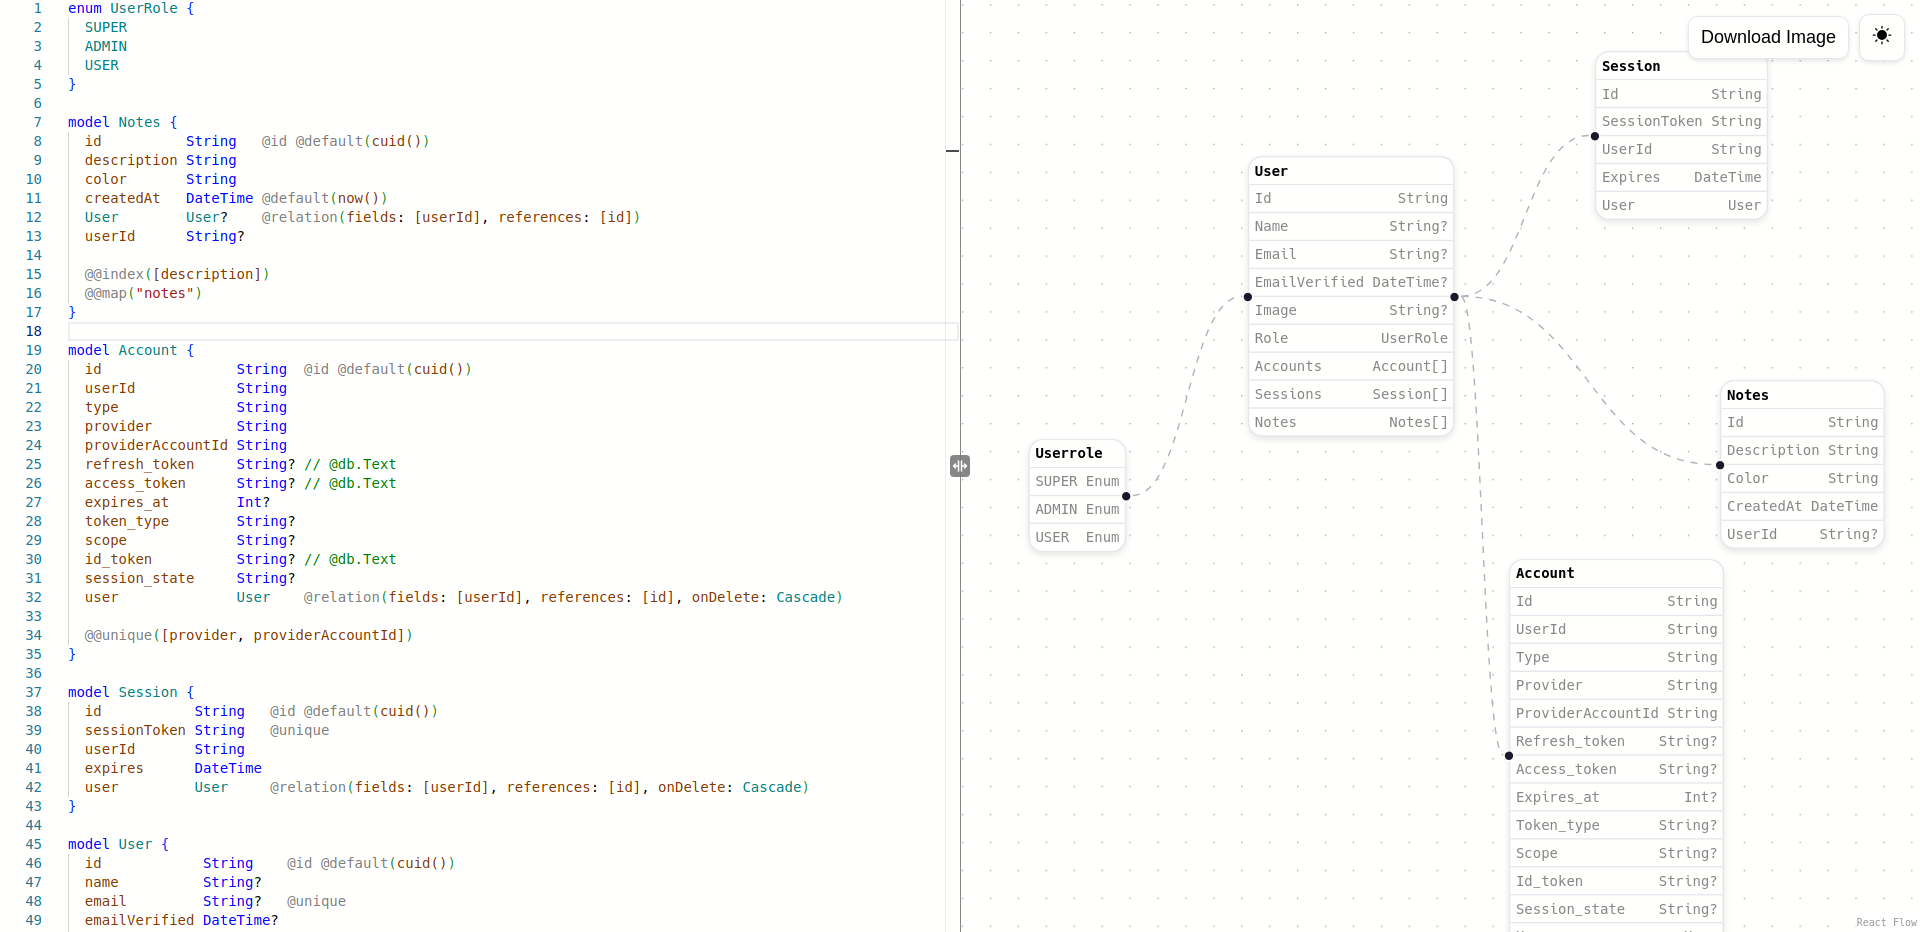 1 enum UserRole {
2 SUPER
3 ADMIN
4 USER
5 }
6
7 model Notes {
8 id String @id @default(cuid())
9 description String
10 color String
11 createdAt DateTime @default(now())
12 User User? @relation(fields: [userId], references: [id])
13 userId String?
14
15 @@index([description])
16 @@map("notes")
17 }
18
19 model Account {
20 id String @id @default(cuid())
21 userId String
22 type String
23 provider String
24 providerAccountId String
25 refresh_token String? // @db.Text
26 access_token String? // @db.Text
27 expires_at Int?
28 token_type String?
29 scope String?
30 id_token String? // @db.Text
31 session_state String?
32 user User @relation(fields: [userId], references: [id], onDelete: Cascade)
33
34 @@unique([provider, providerAccountId])
35 }
36
37 model Session {
38 id String @id @default(cuid())
39 sessionToken String @unique
40 userId String
41 expires DateTime
42 user User @relation(fields: [userId], references: [id], onDelete: Cascade)
43 }
44
45 model User {
46 id String @id @default(cuid())
47 name String?
48 email String? @unique
49 emailVerified DateTime?
Download Image
Session
Id String
SessionToken String
UserId String
Expires DateTime
User User
User
Id String
Name String?
Email String?
EmailVerified DateTime?
Image String?
Role UserRole
Accounts Account[]
Sessions Session[]
Notes Notes[]
Userrole
SUPER Enum
ADMIN Enum
USER Enum
Notes
Id String
Description String
Color String
CreatedAt DateTime
UserId String?
Account
Id String
UserId String
Type String
Provider String
ProviderAccountId String
Refresh_token String?
Access_token String?
Expires_at Int?
Token_type String?
Scope String?
Id_token String?
Session_state String?
React Flow